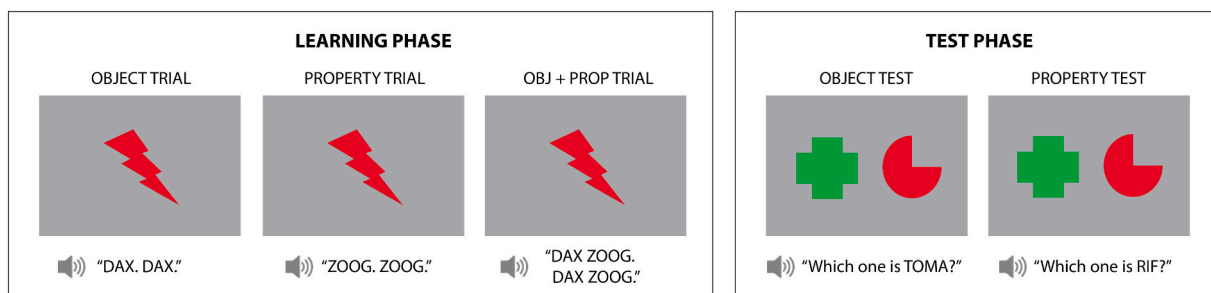 LEARNING PHASE
OBJECT TRIAL
PROPERTY TRIAL
OBJ + PROP TRIAL
“DAX. DAX.”
“ZOOG. ZOOG.”
“DAX ZOOG.
DAX ZOOG.”
TEST PHASE
OBJECT TEST
PROPERTY TEST
“Which one is TOMA?”
“Which one is RIF?”